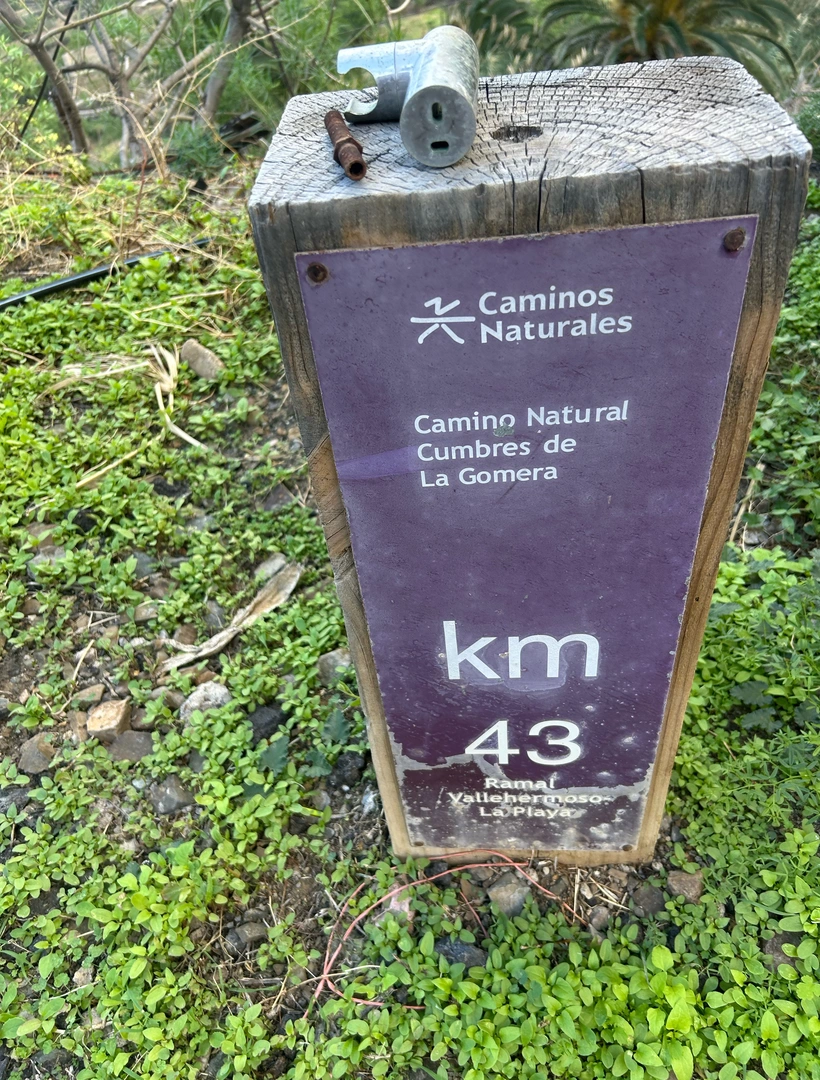 Caminos
Naturales
Camino Natural
Cumbres de
La Gomera
km
43
Ramal
Vallehermoso-
La Playa